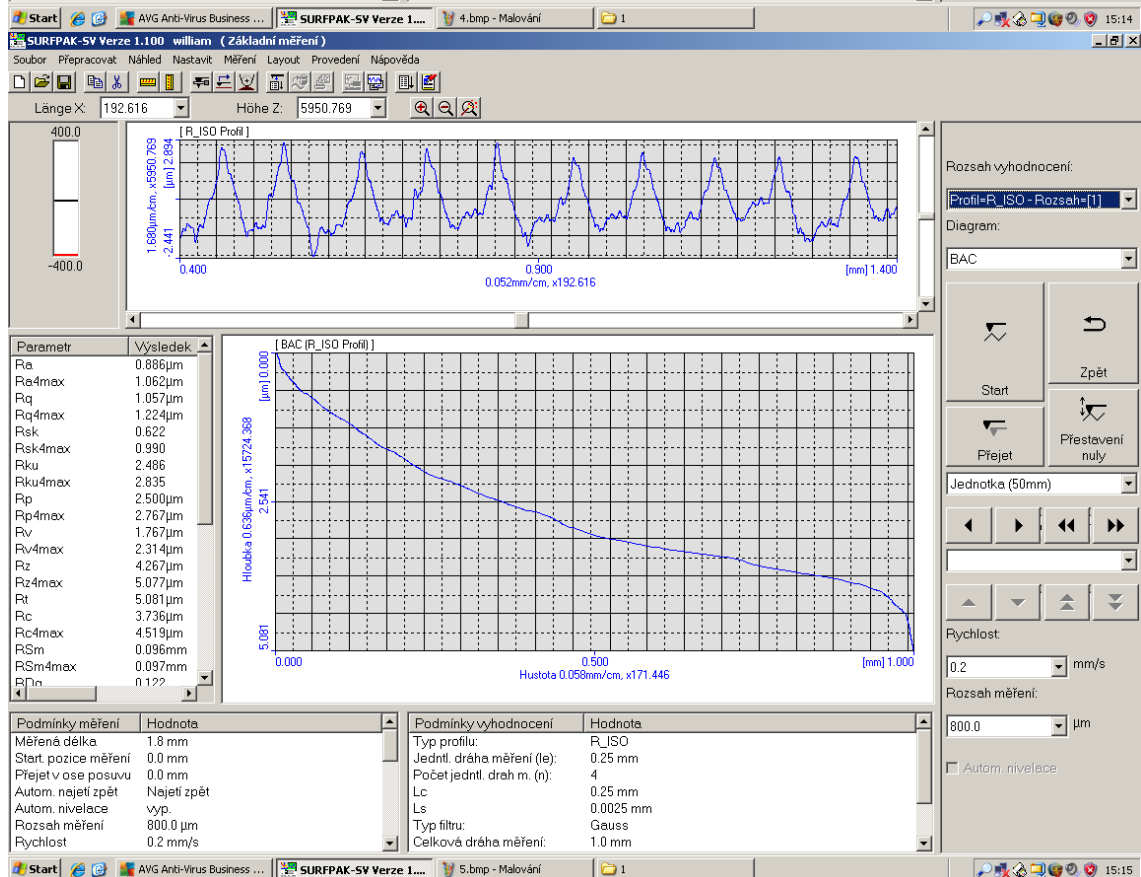 Start AVG Anti-Virus Business ... SURFPAK-SV Verze 1.... 4.bmp - Malování 1 15:14
SURFPAK-SV Verze 1.100 william ( Základní měření )
Soubor Přepracovat Náhled Nastavit Měření Layout Provedení Nápověda
Länge X: 192.616 Höhe Z: 5950.769
400.0
-400.0
[ R_ISO Profil ]
1.680µm/cm, x5950.769
-2.441 [µm] 2.894
0.400 0.900 [mm] 1.400
0.052mm/cm, x192.616
Rozsah vyhodnocení:
Profil=R_ISO - Rozsah=[1]
Diagram:
BAC
Start
Zpět
Přejet
Přestavení nuly
Jednotka (50mm)
Rychlost:
0.2 mm/s
Rozsah měření:
800.0 µm
Autom. nivelace
Parametr Výsledek
Ra 0.886µm
Ra4max 1.062µm
Rq 1.057µm
Rq4max 1.224µm
Rsk 0.622
Rsk4max 0.990
Rku 2.486
Rku4max 2.835
Rp 2.500µm
Rp4max 2.767µm
Rv 1.767µm
Rv4max 2.314µm
Rz 4.267µm
Rz4max 5.077µm
Rt 5.081µm
Rc 3.736µm
Rc4max 4.519µm
RSm 0.096mm
RSm4max 0.097mm
RDq 0.122
[ BAC (R_ISO Profil) ]
Hloubka 0.636µm/cm, x15724.368
5.081 2.541 [µm] 0.000
0.000 0.500 [mm] 1.000
Hustota 0.058mm/cm, x171.446
Podmínky měření Hodnota
Měřená délka 1.8 mm
Start. pozice měření 0.0 mm
Přejet v ose posuvu 0.0 mm
Autom. najetí zpět Najetí zpět
Autom. nivelace vyp.
Rozsah měření 800.0 µm
Rychlost 0.2 mm/s
Podmínky vyhodnocení Hodnota
Typ profilu: R_ISO
Jedntl. dráha měření (le): 0.25 mm
Počet jedntl. drah m. (n): 4
Lc 0.25 mm
Ls 0.0025 mm
Typ filtru: Gauss
Celková dráha měření: 1.0 mm
Start AVG Anti-Virus Business ... SURFPAK-SV Verze 1.... 5.bmp - Malování 1 15:15